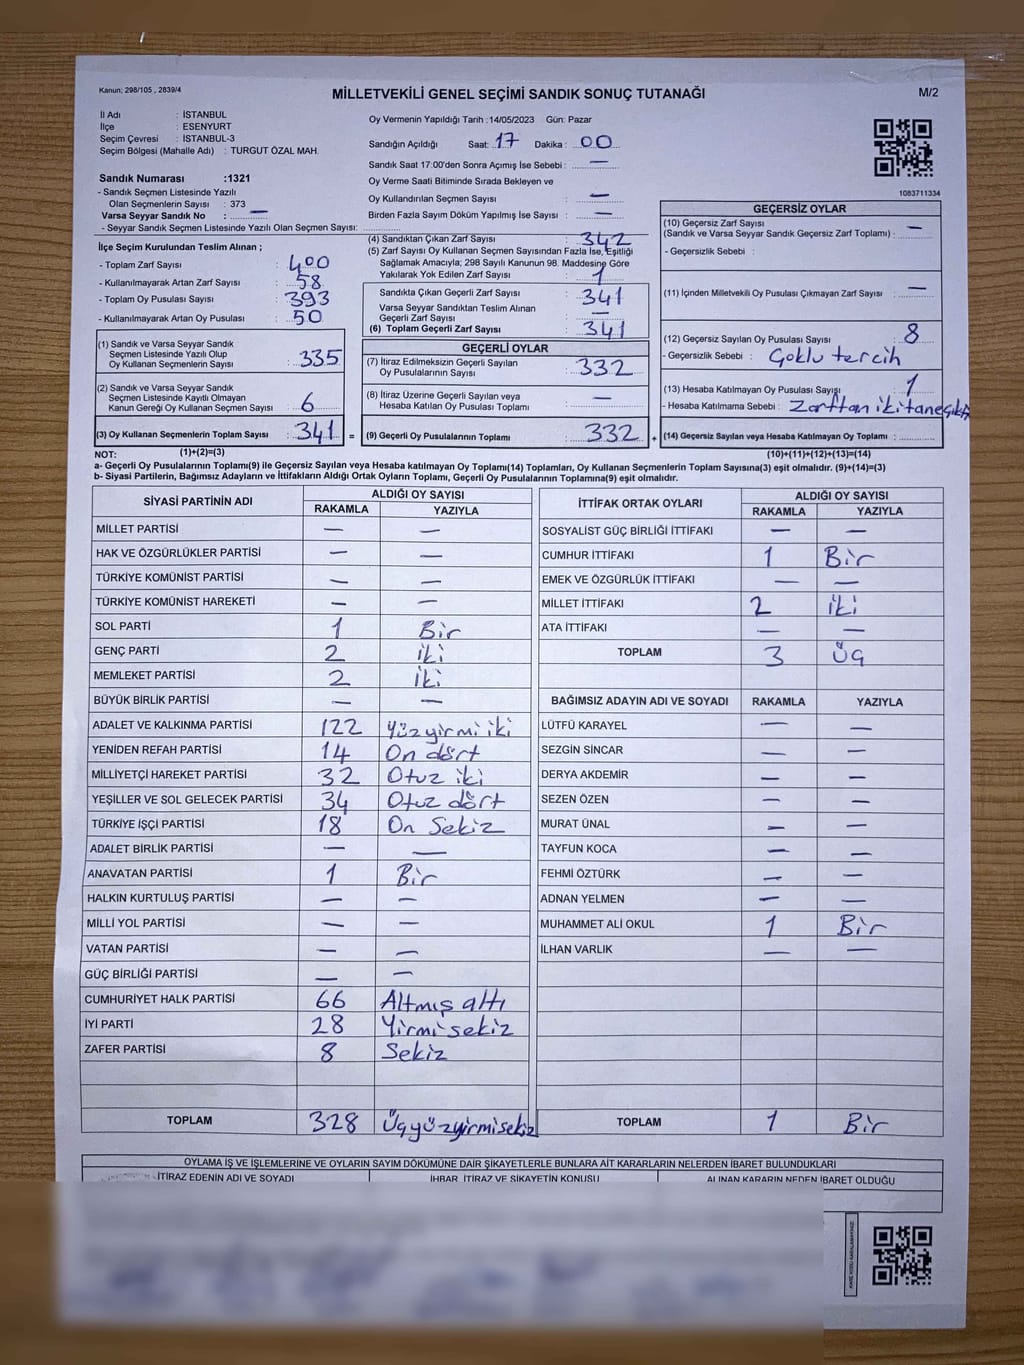 Kanun; 298/105 , 2839/4
MİLLETVEKİLİ GENEL SEÇİMİ SANDIK SONUÇ TUTANAĞI
M/2
İl Adı : İSTANBUL
İlçe : ESENYURT
Seçim Çevresi : İSTANBUL-3
Seçim Bölgesi (Mahalle Adı) : TURGUT ÖZAL MAH.
Oy Vermenin Yapıldığı Tarih :14/05/2023 Gün: Pazar
Sandığın Açıldığı Saat: 17 Dakika : 00
Sandık Saat 17:00'den Sonra Açımış İse Sebebi : —
Oy Verme Saati Bitiminde Sırada Bekleyen ve
Oy Kullandırılan Seçmen Sayısı : —
Birden Fazla Sayım Döküm Yapılmış İse Sayısı : —
1083711334
Sandık Numarası :1321
- Sandık Seçmen Listesinde Yazılı
Olan Seçmenlerin Sayısı : 373
Varsa Seyyar Sandık No : —
- Seyyar Sandık Seçmen Listesinde Yazılı Olan Seçmen Sayısı:
İlçe Seçim Kurulundan Teslim Alınan ;
- Toplam Zarf Sayısı : 400
- Kullanılmayarak Artan Zarf Sayısı : 58
- Toplam Oy Pusulası Sayısı : 393
- Kullanılmayarak Artan Oy Pusulası : 50
(1) Sandık ve Varsa Seyyar Sandık
Seçmen Listesinde Yazılı Olup
Oy Kullanan Seçmenlerin Sayısı : 335
(2) Sandık ve Varsa Seyyar Sandık
Seçmen Listesinde Kayıtlı Olmayan
Kanun Gereği Oy Kullanan Seçmen Sayısı : 6
(3) Oy Kullanan Seçmenlerin Toplam Sayısı : 341 =
(1)+(2)=(3)
(4) Sandıktan Çıkan Zarf Sayısı : 342
(5) Zarf Sayısı Oy Kullanan Seçmen Sayısından Fazla İse, Eşitliği
Sağlamak Amacıyla; 298 Sayılı Kanunun 98. Maddesine Göre
Yakılarak Yok Edilen Zarf Sayısı : 1
Sandıkta Çıkan Geçerli Zarf Sayısı : 341
Varsa Seyyar Sandıktan Teslim Alınan
Geçerli Zarf Sayısı : —
(6) Toplam Geçerli Zarf Sayısı : 341
GEÇERLİ OYLAR
(7) İtiraz Edilmeksizin Geçerli Sayılan
Oy Pusulalarının Sayısı : 332
(8) İtiraz Üzerine Geçerli Sayılan veya
Hesaba Katılan Oy Pusulası Toplamı : —
(9) Geçerli Oy Pusulalarının Toplamı : 332 +
GEÇERSİZ OYLAR
(10) Geçersiz Zarf Sayısı
(Sandık ve Varsa Seyyar Sandık Geçersiz Zarf Toplamı) : —
- Geçersizlik Sebebi :
(11) İçinden Milletvekili Oy Pusulası Çıkmayan Zarf Sayısı : —
(12) Geçersiz Sayılan Oy Pusulası Sayısı : 8
- Geçersizlik Sebebi : Çoklu tercih
(13) Hesaba Katılmayan Oy Pusulası Sayısı : 1
- Hesaba Katılmama Sebebi : Zarftan iki tane çıktı
(14) Geçersiz Sayılan veya Hesaba Katılmayan Oy Toplamı :
(10)+(11)+(12)+(13)=(14)
NOT:
a- Geçerli Oy Pusulalarının Toplamı(9) ile Geçersiz Sayılan veya Hesaba katılmayan Oy Toplamı(14) Toplamları, Oy Kullanan Seçmenlerin Toplam Sayısına(3) eşit olmalıdır. (9)+(14)=(3)
b- Siyasi Partilerin, Bağımsız Adayların ve İttifakların Aldığı Ortak Oyların Toplamı, Geçerli Oy Pusulalarının Toplamına(9) eşit olmalıdır.
SİYASİ PARTİNİN ADI ALDIĞI OY SAYISI
RAKAMLA YAZIYLA
MİLLET PARTİSİ — —
HAK VE ÖZGÜRLÜKLER PARTİSİ — —
TÜRKİYE KOMÜNİST PARTİSİ — —
TÜRKİYE KOMÜNİST HAREKETİ — —
SOL PARTİ 1 Bir
GENÇ PARTİ 2 iki
MEMLEKET PARTİSİ 2 iki
BÜYÜK BİRLİK PARTİSİ — —
ADALET VE KALKINMA PARTİSİ 122 Yüzyirmi iki
YENİDEN REFAH PARTİSİ 14 On dört
MİLLİYETÇİ HAREKET PARTİSİ 32 Otuz iki
YEŞİLLER VE SOL GELECEK PARTİSİ 34 Otuz dört
TÜRKİYE İŞÇİ PARTİSİ 18 On Sekiz
ADALET BİRLİK PARTİSİ — —
ANAVATAN PARTİSİ 1 Bir
HALKIN KURTULUŞ PARTİSİ — —
MİLLİ YOL PARTİSİ — —
VATAN PARTİSİ — —
GÜÇ BİRLİĞİ PARTİSİ — —
CUMHURİYET HALK PARTİSİ 66 Altmış altı
İYİ PARTİ 28 Yirmi sekiz
ZAFER PARTİSİ 8 Sekiz
TOPLAM 328 Üçyüzyirmisekiz
İTTİFAK ORTAK OYLARI ALDIĞI OY SAYISI
RAKAMLA YAZIYLA
SOSYALİST GÜÇ BİRLİĞİ İTTİFAKI — —
CUMHUR İTTİFAKI 1 Bir
EMEK VE ÖZGÜRLÜK İTTİFAKI — —
MİLLET İTTİFAKI 2 iki
ATA İTTİFAKI — —
TOPLAM 3 Üç
BAĞIMSIZ ADAYIN ADI VE SOYADI RAKAMLA YAZIYLA
LÜTFÜ KARAYEL — —
SEZGİN SİNCAR — —
DERYA AKDEMİR — —
SEZEN ÖZEN — —
MURAT ÜNAL — —
TAYFUN KOCA — —
FEHMİ ÖZTÜRK — —
ADNAN YELMEN — —
MUHAMMET ALİ OKUL 1 Bir
İLHAN VARLIK — —
TOPLAM 1 Bir
OYLAMA İŞ VE İŞLEMLERİNE VE OYLARIN SAYIM DÖKÜMÜNE DAİR ŞİKAYETLERLE BUNLARA AİT KARARLARIN NELERDEN İBARET BULUNDUKLARI
İTİRAZ EDENİN ADI VE SOYADI İHBAR, İTİRAZ VE ŞİKAYETİN KONUSU ALINAN KARARIN NEDEN İBARET OLDUĞU